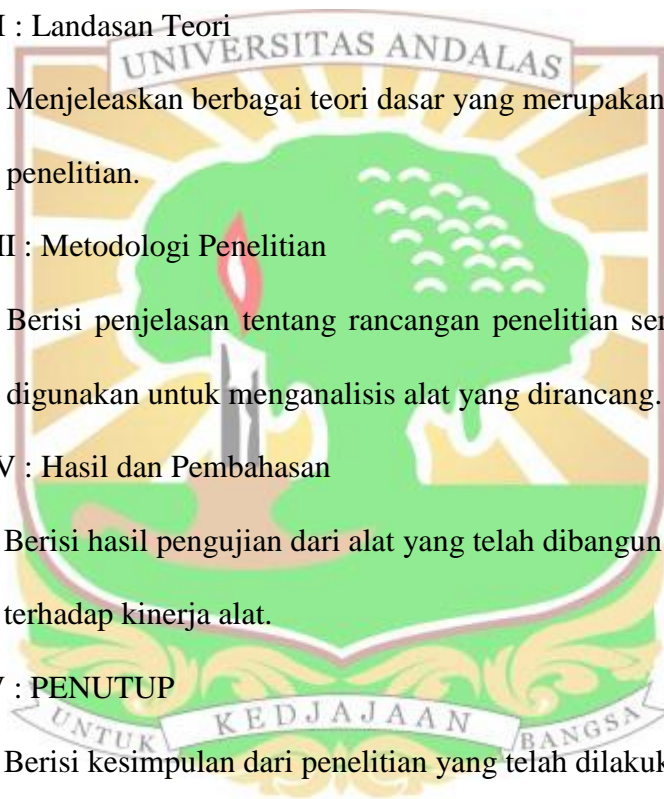 I : Landasan Teori
UNIVERSITAS ANDALAS
Menjeleaskan berbagai teori dasar yang merupakan
penelitian.
II : Metodologi Penelitian
Berisi penjelasan tentang rancangan penelitian ser
digunakan untuk menganalisis alat yang dirancang.
V : Hasil dan Pembahasan
Berisi hasil pengujian dari alat yang telah dibangun
terhadap kinerja alat.
V : PENUTUP
UNTUK KEDJAJAAN BANGSA
Berisi kesimpulan dari penelitian yang telah dilakuk